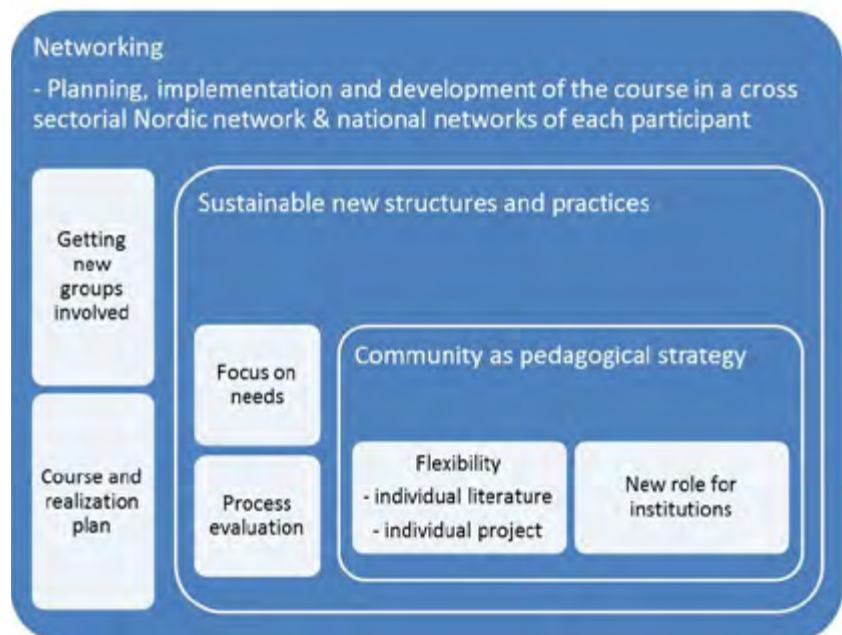 Networking
- Planning, implementation and development of the course in a cross
sectorial Nordic network & national networks of each participant
Getting
new
groups
involved
Course and
realization
plan
Sustainable new structures and practices
Focus on
needs
Process
evaluation
Community as pedagogical strategy
Flexibility
- individual literature
- individual project
New role for
institutions